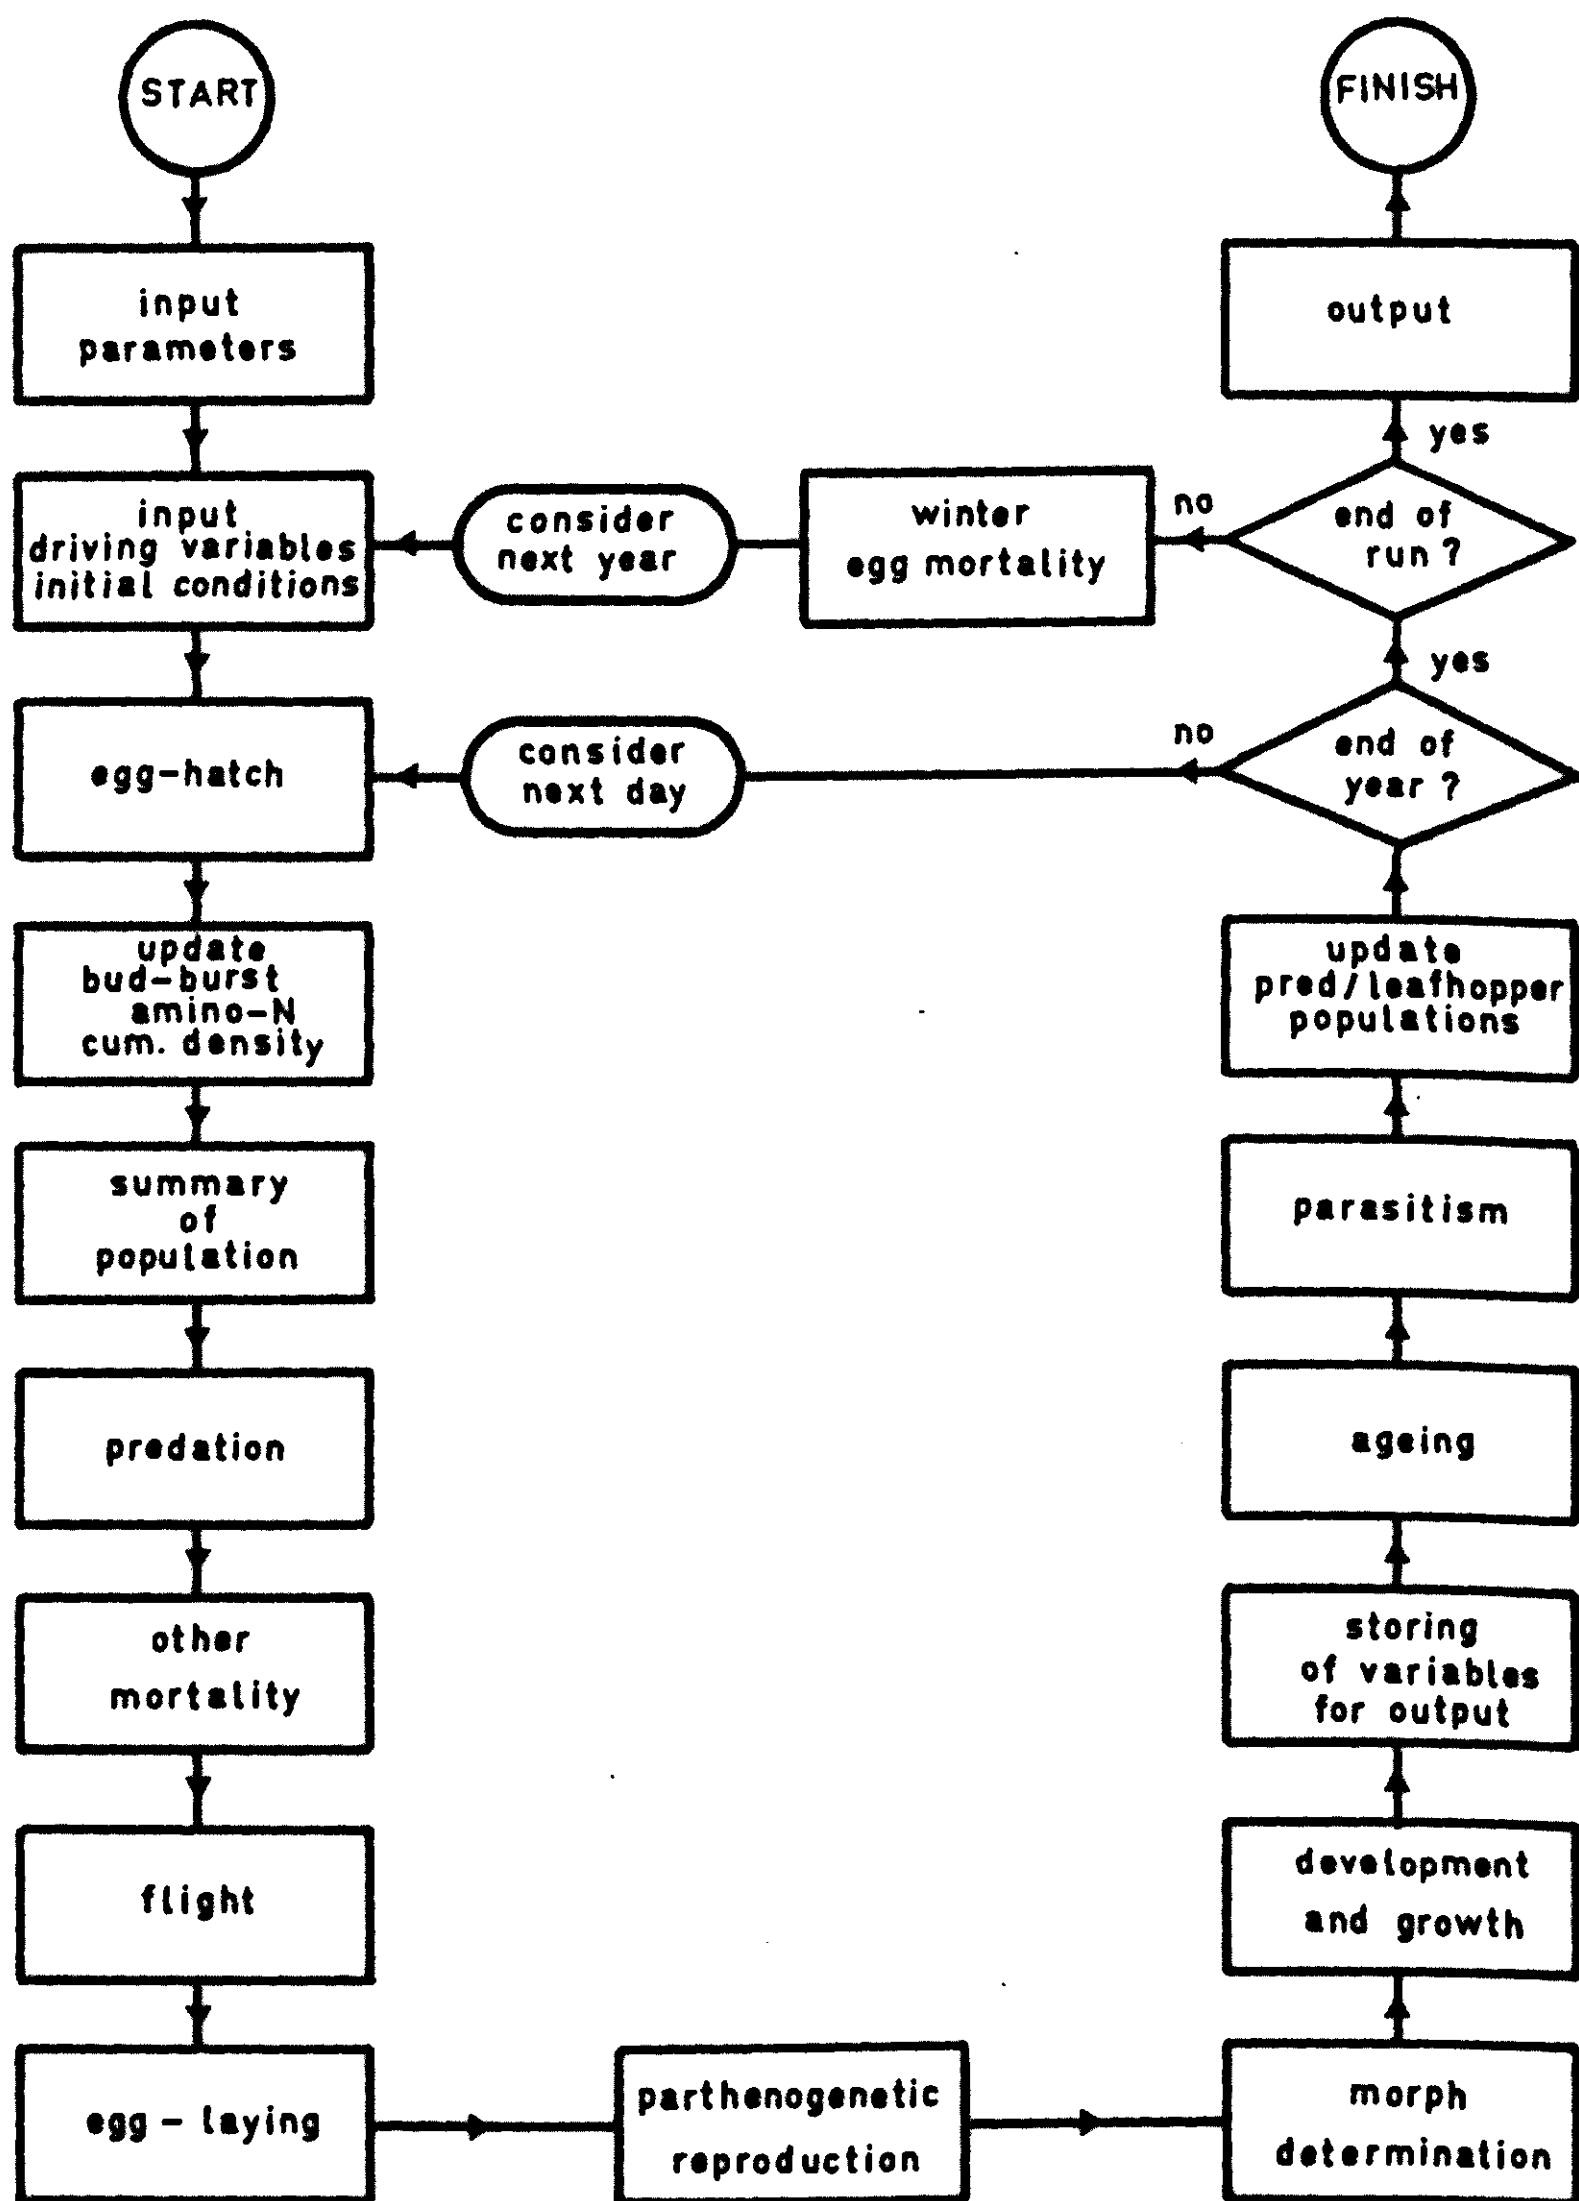 START
input
parameters
input
driving variables
initial conditions
egg-hatch
update
bud-burst
amino-N
cum. density
summary
of
population
predation
other
mortality
flight
egg - laying
parthenogenetic
reproduction
morph
determination
development
and growth
storing
of variables
for output
ageing
parasitism
update
pred/leafhopper
populations
end of
year ?
no
consider
next day
yes
end of
run ?
no
winter
egg mortality
consider
next year
yes
output
FINISH